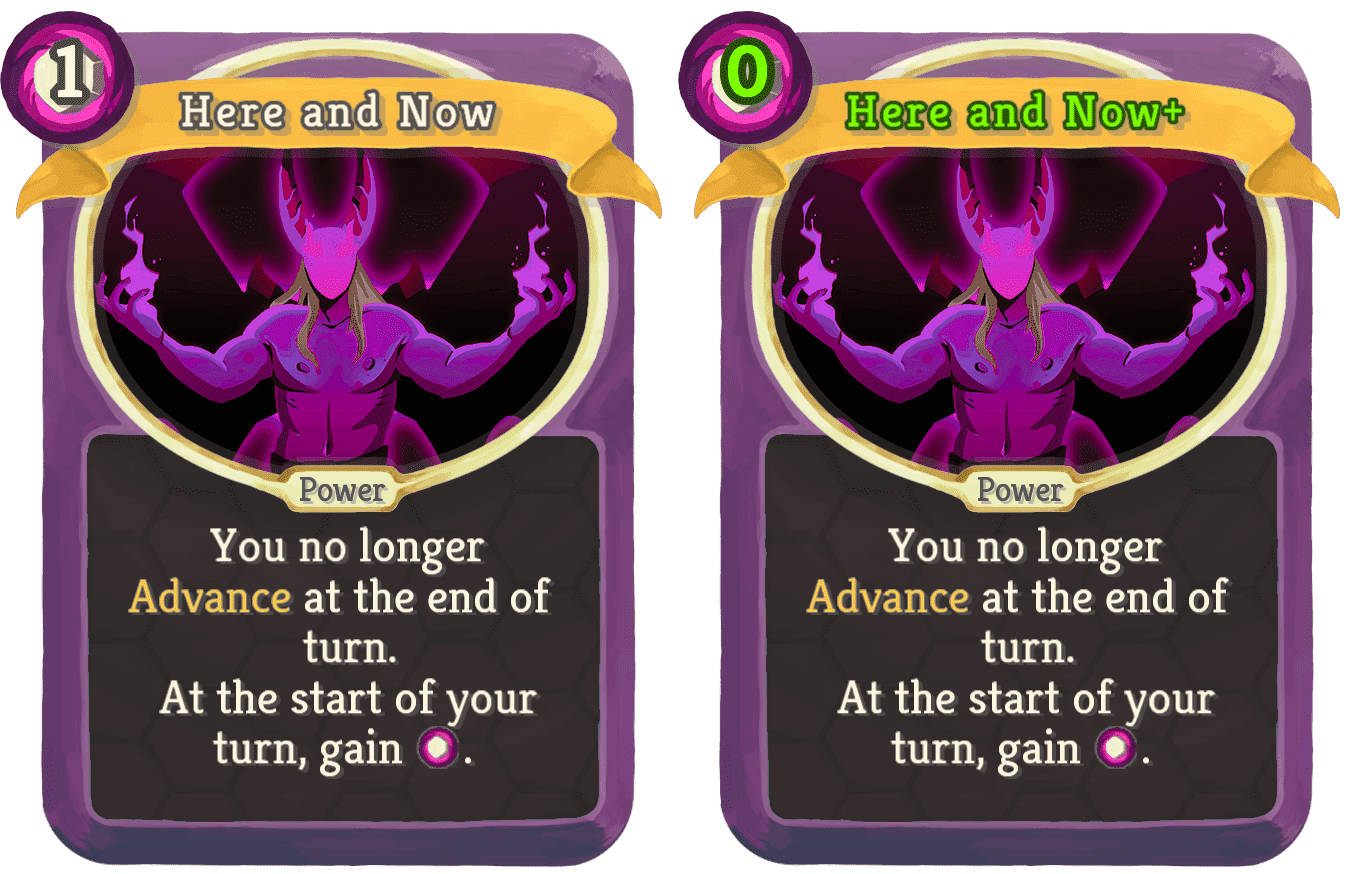 1
Here and Now
Power
You no longer
Advance at the end of
turn.
At the start of your
turn, gain .
0
Here and Now+
Power
You no longer
Advance at the end of
turn.
At the start of your
turn, gain .